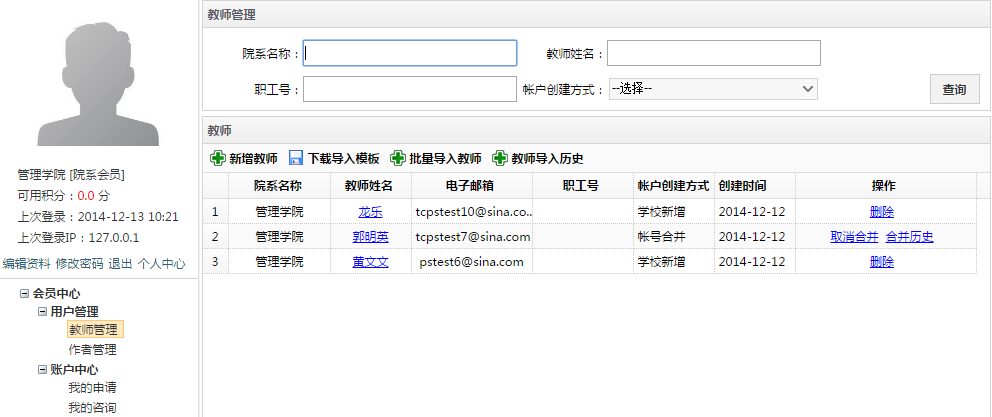 管理学院 [院系会员]
可用积分：0.0 分
上次登录：2014-12-13 10:21
上次登录IP：127.0.0.1
编辑资料 修改密码 退出 个人中心
会员中心
用户管理
教师管理
作者管理
账户中心
我的申请
我的咨询
教师管理
院系名称： 教师姓名：
职工号： 帐户创建方式： --选择-- 查询
教师
新增教师 下载导入模板 批量导入教师 教师导入历史
院系名称 教师姓名 电子邮箱 职工号 帐户创建方式 创建时间 操作
1 管理学院 龙乐 tcpstest10@sina.co... 学校新增 2014-12-12 删除
2 管理学院 郭明英 tcpstest7@sina.com 帐号合并 2014-12-12 取消合并 合并历史
3 管理学院 黄文文 pstest6@sina.com 学校新增 2014-12-12 删除